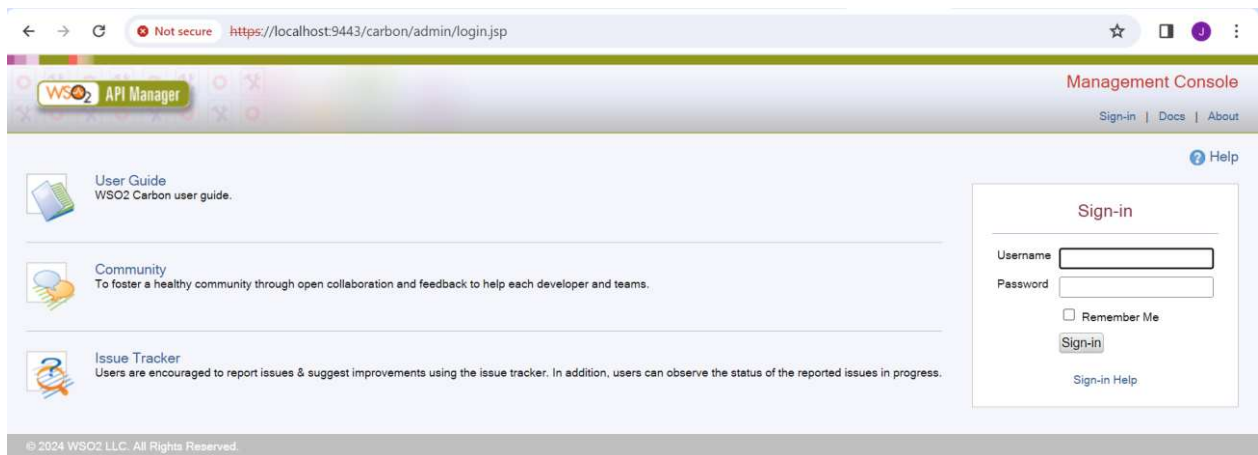 Not secure https://localhost:9443/carbon/admin/login.jsp
J
WSO2 API Manager
Management Console
Sign-in | Docs | About
Help
User Guide
WSO2 Carbon user guide.
Community
To foster a healthy community through open collaboration and feedback to help each developer and teams.
Issue Tracker
Users are encouraged to report issues & suggest improvements using the issue tracker. In addition, users can observe the status of the reported issues in progress.
Sign-in
Username
Password
Remember Me
Sign-in
Sign-in Help
© 2024 WSO2 LLC. All Rights Reserved.